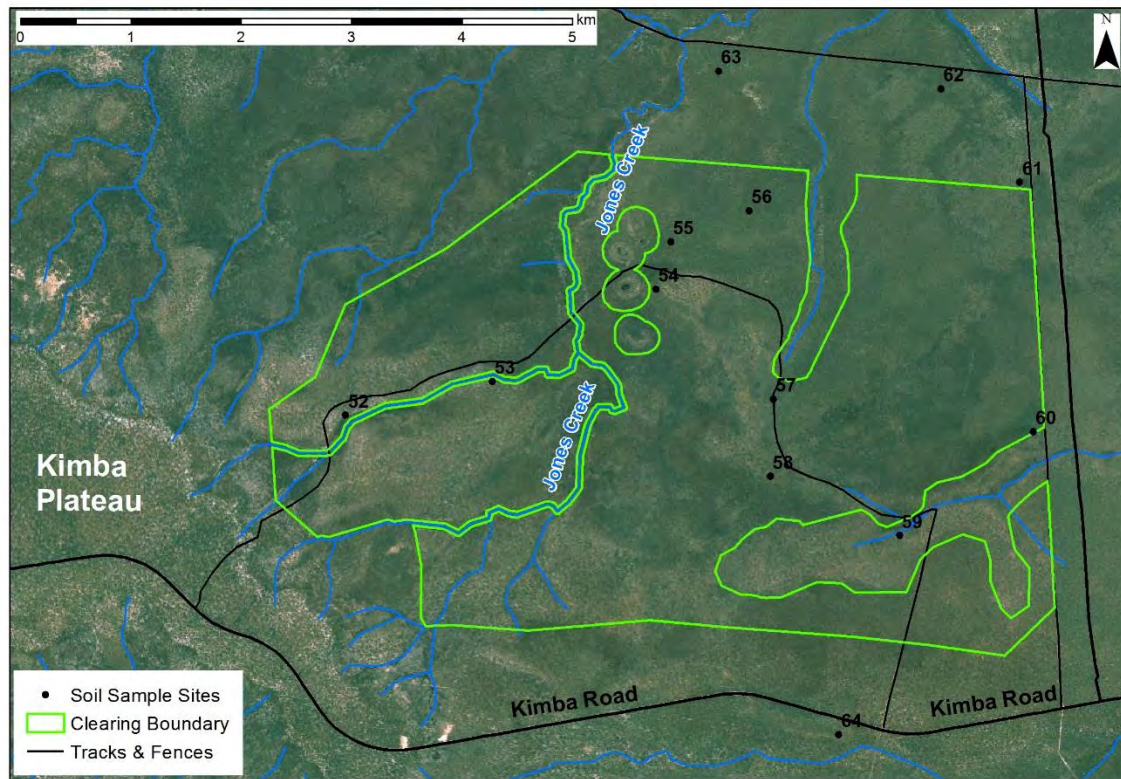 km
0 1 2 3 4 5
N
63
62
61
Jones Creek
56
55
54
53
52
57
60
Jones Creek
58
Kimba
Plateau
59
Kimba Road
Kimba Road
64
Soil Sample Sites
Clearing Boundary
Tracks & Fences